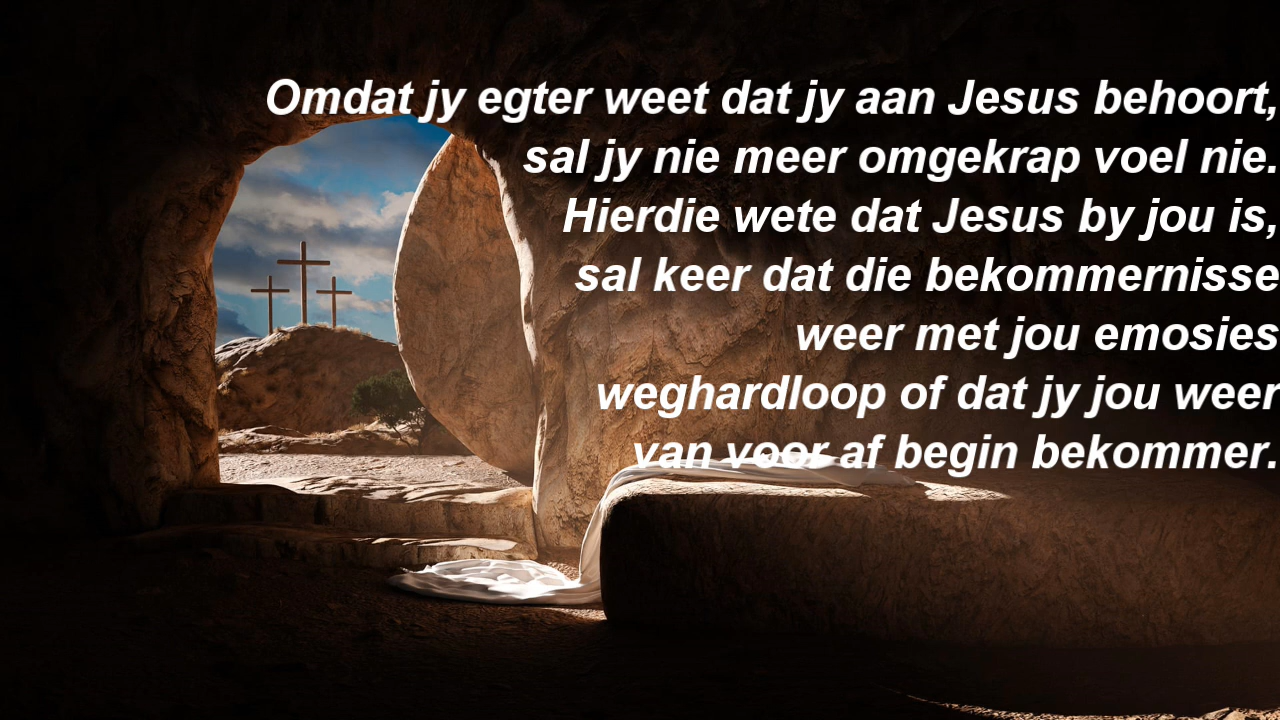 Omdat jy egter weet dat jy aan Jesus behoort,
sal jy nie meer omgekrap voel nie.
Hierdie wete dat Jesus by jou is,
sal keer dat die bekommernisse
weer met jou emosies
weghardloop of dat jy jou weer
van voor af begin bekommer.